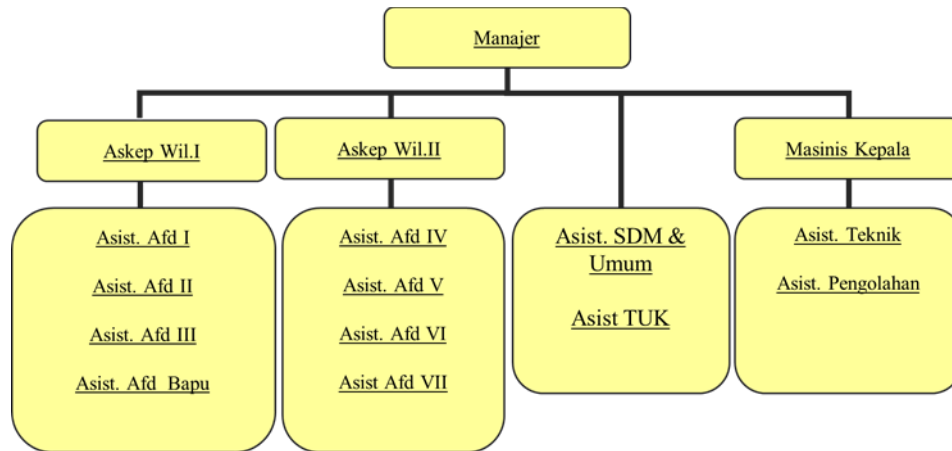 Manajer
Askep Wil.I
Askep Wil.II
Masinis Kepala
Asist. Afd I
Asist. Afd II
Asist. Afd III
Asist. Afd Bapu
Asist. Afd IV
Asist. Afd V
Asist. Afd VI
Asist Afd VII
Asist. SDM &
Umum
Asist TUK
Asist. Teknik
Asist. Pengolahan